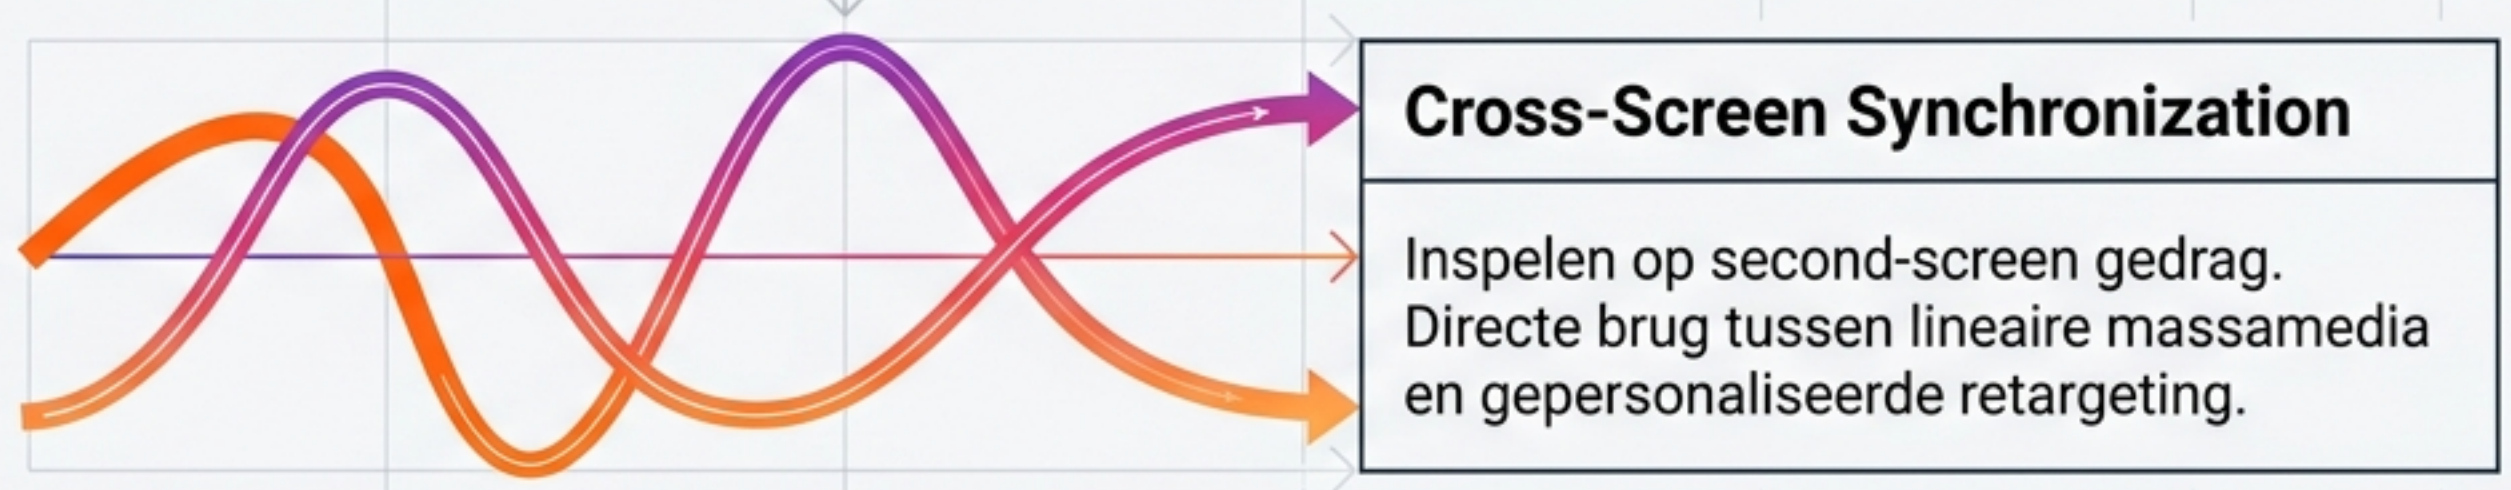 Cross-Screen Synchronization
Inspelen op second-screen gedrag.
Directe brug tussen lineaire massamedia
en gepersonaliseerde retargeting.